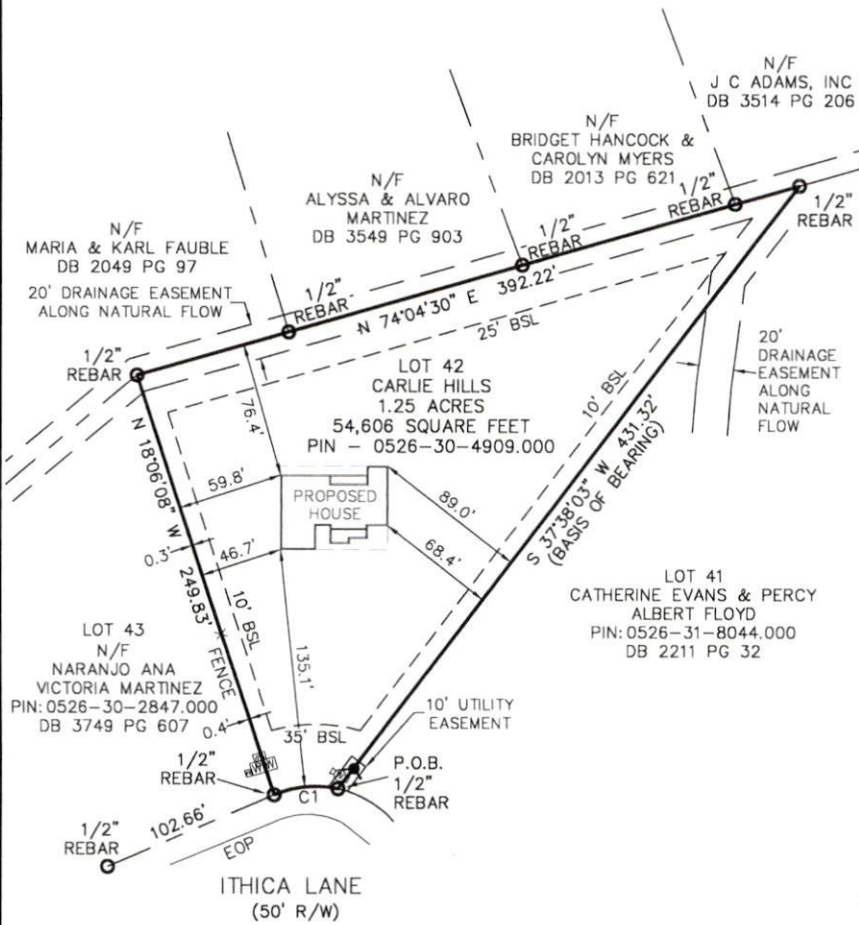 N/F
J C ADAMS, INC
DB 3514 PG 206
N/F
BRIDGET HANCOCK &
CAROLYN MYERS
DB 2013 PG 621
1/2"
REBAR
1/2"
REBAR
N/F
ALYSSA & ALVARO
MARTINEZ
DB 3549 PG 903
1/2"
REBAR
N/F
MARIA & KARL FAUBLE
DB 2049 PG 97
20' DRAINAGE EASEMENT
ALONG NATURAL FLOW
1/2"
REBAR
1/2"
REBAR
N 74°04'30" E 392.22'
25' BSL
LOT 42
CARLIE HILLS
1.25 ACRES
54,606 SQUARE FEET
PIN - 0526-30-4909.000
10' BSL
20'
DRAINAGE
EASEMENT
ALONG
NATURAL
FLOW
76.4'
N 18°06'08" W 249.83'
59.8'
PROPOSED
HOUSE
89.0'
68.4'
S 37°38'03" W 431.32'
(BASIS OF BEARING)
0.3'
46.7'
10' BSL
FENCE
135.1'
LOT 41
CATHERINE EVANS & PERCY
ALBERT FLOYD
PIN: 0526-31-8044.000
DB 2211 PG 32
LOT 43
N/F
NARANJO ANA
VICTORIA MARTINEZ
PIN: 0526-30-2847.000
DB 3749 PG 607
0.4'
35' BSL
10' UTILITY
EASEMENT
1/2"
REBAR
P.O.B.
1/2"
REBAR
C1
102.66'
1/2"
REBAR
EOP
ITHICA LANE
(50' R/W)